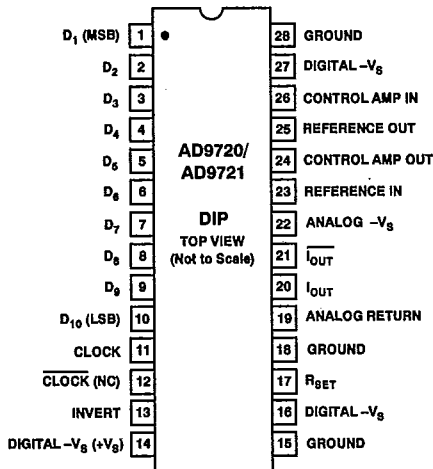 D1 (MSB) 1 28 GROUND
D2 2 27 DIGITAL –VS
D3 3 26 CONTROL AMP IN
D4 4 25 REFERENCE OUT
D5 5 24 CONTROL AMP OUT
D6 6 23 REFERENCE IN
D7 7 22 ANALOG –VS
D8 8 21 IOUT
D9 9 20 IOUT
D10 (LSB) 10 19 ANALOG RETURN
CLOCK 11 18 GROUND
CLOCK (NC) 12 17 RSET
INVERT 13 16 DIGITAL –VS
DIGITAL –VS (+VS) 14 15 GROUND
AD9720/
AD9721
DIP
TOP VIEW
(Not to Scale)